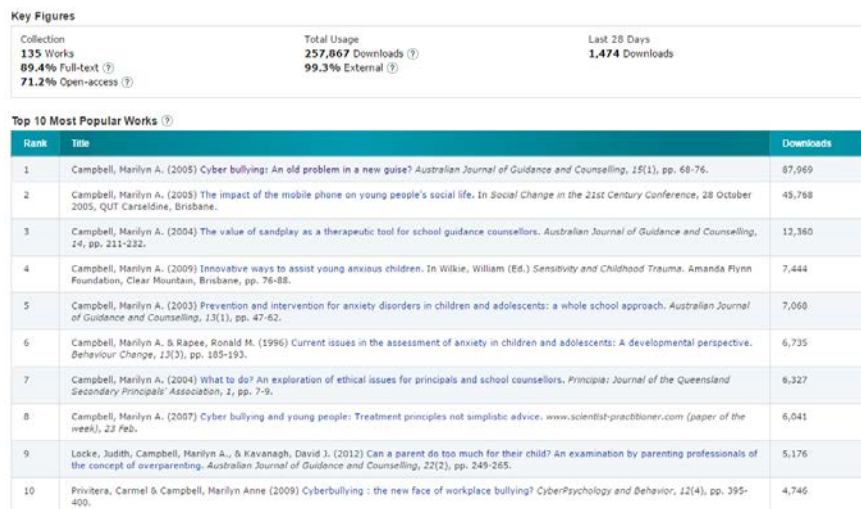 Key Figures
Collection Total Usage Last 28 Days
135 Works 257,867 Downloads ? 1,474 Downloads
89.4% Full-text ? 99.3% External ?
71.2% Open-access ?
Top 10 Most Popular Works ?
Rank Title Downloads
1 Campbell, Marilyn A. (2005) Cyber bullying: An old problem in a new guise? Australian Journal of Guidance and Counselling, 15(1), pp. 68-76. 87,969
2 Campbell, Marilyn A. (2005) The impact of the mobile phone on young people's social life. In Social Change in the 21st Century Conference, 28 October 45,768
2005, QUT Carseldine, Brisbane.
3 Campbell, Marilyn A. (2004) The value of sandplay as a therapeutic tool for school guidance counsellors. Australian Journal of Guidance and Counselling, 12,360
14, pp. 211-232.
4 Campbell, Marilyn A. (2009) Innovative ways to assist young anxious children. In Wilkie, William (Ed.) Sensitivity and Childhood Trauma. Amanda Flynn 7,444
Foundation, Clear Mountain, Brisbane, pp. 76-88.
5 Campbell, Marilyn A. (2003) Prevention and intervention for anxiety disorders in children and adolescents: a whole school approach. Australian Journal 7,068
of Guidance and Counselling, 13(1), pp. 47-62.
6 Campbell, Marilyn A. & Rapee, Ronald M. (1996) Current issues in the assessment of anxiety in children and adolescents: A developmental perspective. 6,735
Behaviour Change, 13(3), pp. 185-193.
7 Campbell, Marilyn A. (2004) What to do? An exploration of ethical issues for principals and school counsellors. Principia: Journal of the Queensland 6,327
Secondary Principals' Association, 1, pp. 7-9.
8 Campbell, Marilyn A. (2007) Cyber bullying and young people: Treatment principles not simplistic advice. www.scientist-practitioner.com (paper of the 6,041
week), 23 Feb.
9 Locke, Judith, Campbell, Marilyn A., & Kavanagh, David J. (2012) Can a parent do too much for their child? An examination by parenting professionals of 5,176
the concept of overparenting. Australian Journal of Guidance and Counselling, 22(2), pp. 249-265.
10 Privitera, Carmel & Campbell, Marilyn Anne (2009) Cyberbullying : the new face of workplace bullying? CyberPsychology and Behavior, 12(4), pp. 395- 4,746
400.